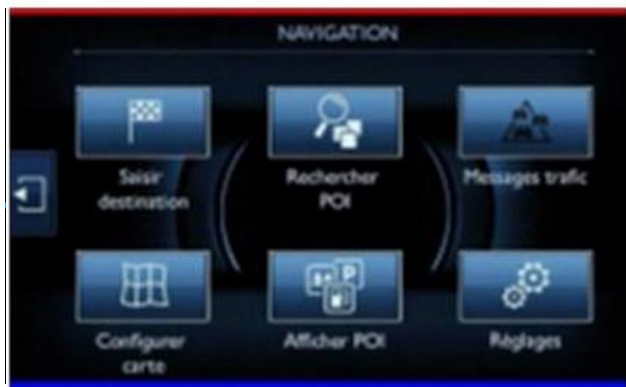 NAVIGATION
Saisir
destination
Rechercher
POI
Messages trafic
Configurer
carte
Afficher POI
Réglages